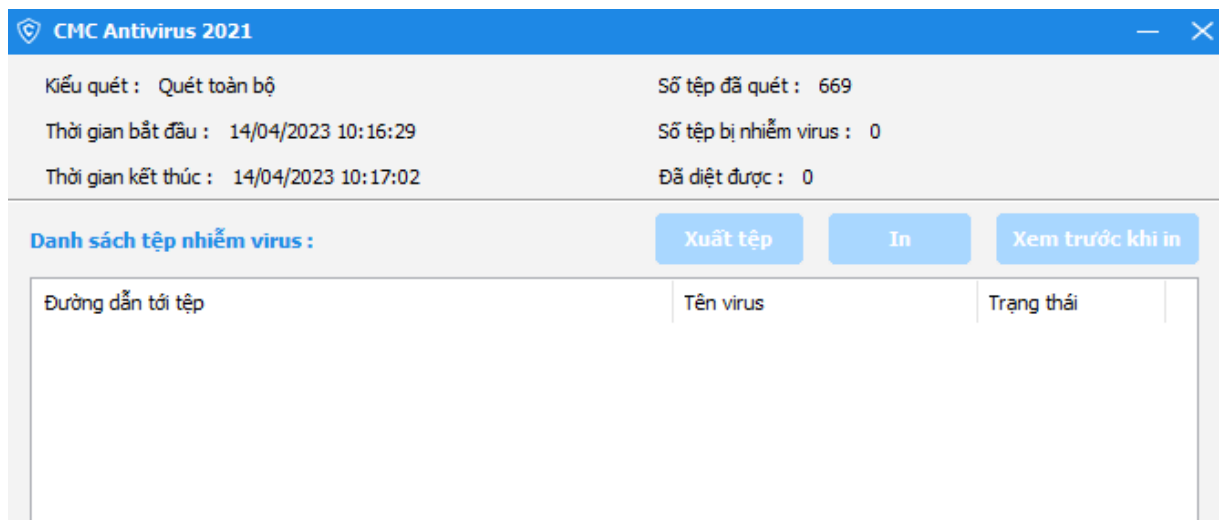 CMC Antivirus 2021
Kiểu quét : Quét toàn bộ
Số tệp đã quét : 669
Thời gian bắt đầu : 14/04/2023 10:16:29
Số tệp bị nhiễm virus : 0
Thời gian kết thúc : 14/04/2023 10:17:02
Đã diệt được : 0
Danh sách tệp nhiễm virus :
Xuất tệp
In
Xem trước khi in
Đường dẫn tới tệp
Tên virus
Trạng thái